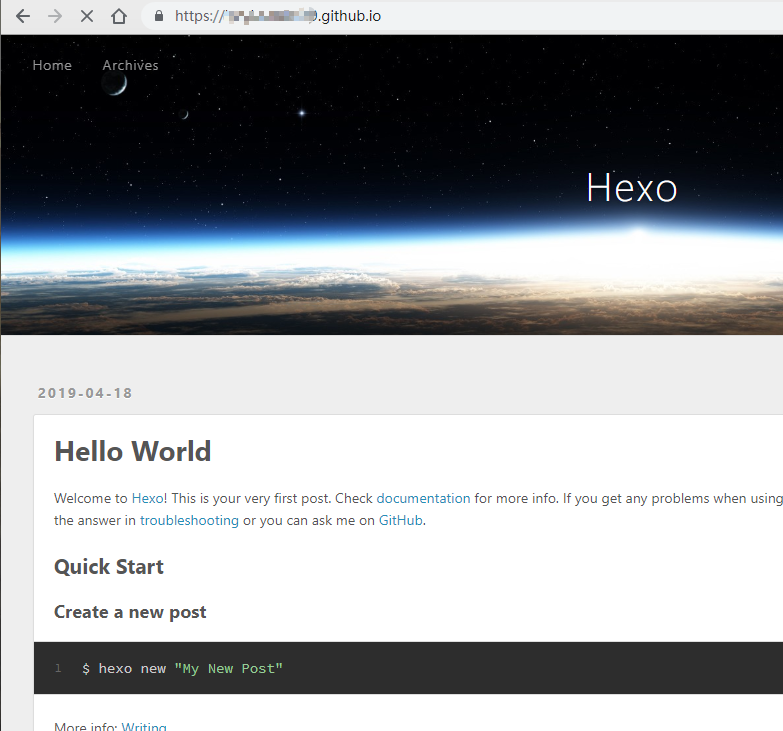 https://
.github.io
Home
Archives
Hexo
2019-04-18
Hello World
Welcome to Hexo! This is your very first post. Check documentation for more info. If you get any problems when using
the answer in troubleshooting or you can ask me on GitHub.
Quick Start
Create a new post
1 $ hexo new "My New Post"
More info: Writing